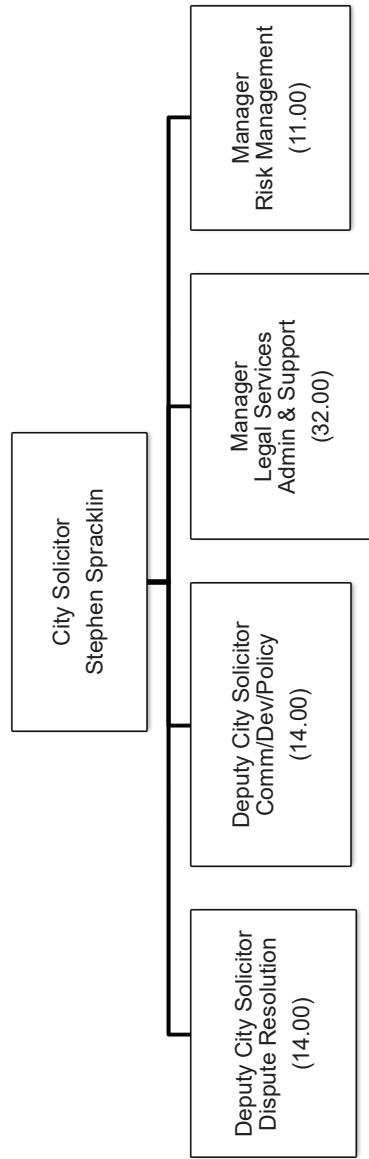 City Solicitor
Stephen Spracklin
Deputy City Solicitor
Dispute Resolution
(14.00)
Deputy City Solicitor
Comm/Dev/Policy
(14.00)
Manager
Legal Services
Admin & Support
(32.00)
Manager
Risk Management
(11.00)